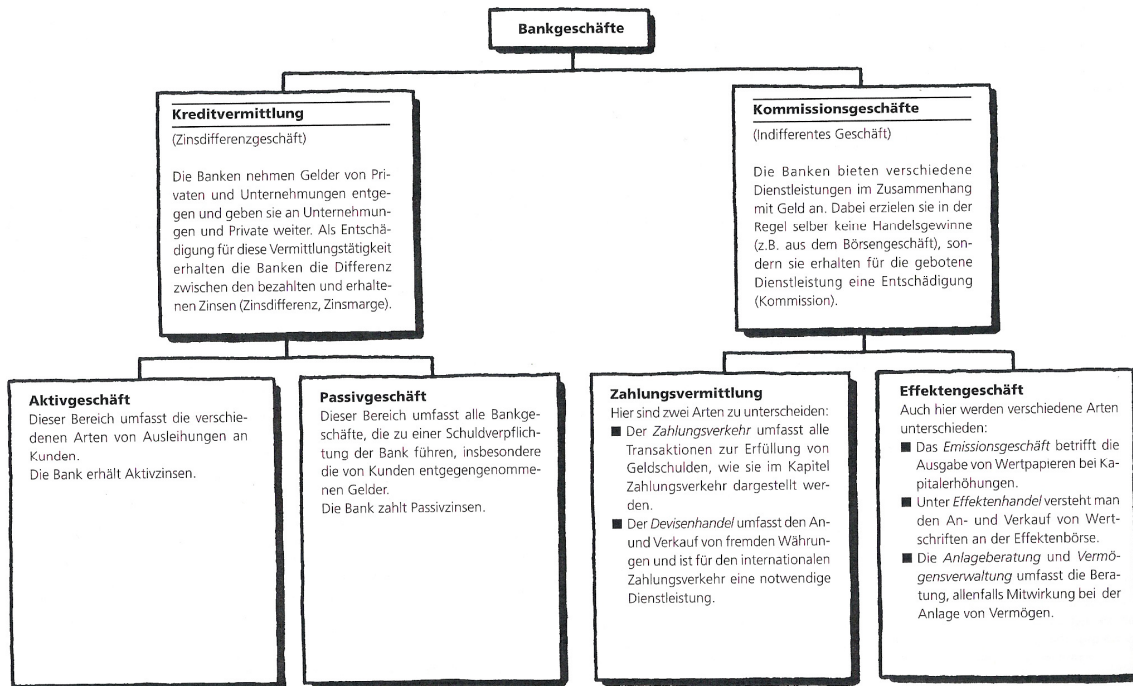 Bankgeschäfte
Kreditvermittlung
(Zinsdifferenzgeschäft)
Die Banken nehmen Gelder von Pri-
vaten und Unternehmungen entge-
gen und geben sie an Unternehmun-
gen und Private weiter. Als Entschä-
digung für diese Vermittlungstätigkeit
erhalten die Banken die Differenz
zwischen den bezahlten und erhalte-
nen Zinsen (Zinsdifferenz, Zinsmarge).
Kommissionsgeschäfte
(Indifferentes Geschäft)
Die Banken bieten verschiedene
Dienstleistungen im Zusammenhang
mit Geld an. Dabei erzielen sie in der
Regel selber keine Handelsgewinne
(z.B. aus dem Börsengeschäft), son-
dern sie erhalten für die gebotene
Dienstleistung eine Entschädigung
(Kommission).
Aktivgeschäft
Dieser Bereich umfasst die verschie-
denen Arten von Ausleihungen an
Kunden.
Die Bank erhält Aktivzinsen.
Passivgeschäft
Dieser Bereich umfasst alle Bankge-
schäfte, die zu einer Schuldverpflich-
tung der Bank führen, insbesondere
die von Kunden entgegengenomme-
nen Gelder.
Die Bank zahlt Passivzinsen.
Zahlungsvermittlung
Hier sind zwei Arten zu unterscheiden:
■ Der Zahlungsverkehr umfasst alle
Transaktionen zur Erfüllung von
Geldschulden, wie sie im Kapitel
Zahlungsverkehr dargestellt wer-
den.
■ Der Devisenhandel umfasst den An-
und Verkauf von fremden Währun-
gen und ist für den internationalen
Zahlungsverkehr eine notwendige
Dienstleistung.
Effektengeschäft
Auch hier werden verschiedene Arten
unterschieden:
■ Das Emissionsgeschäft betrifft die
Ausgabe von Wertpapieren bei Ka-
pitalerhöhungen.
■ Unter Effektenhandel versteht man
den An- und Verkauf von Wert-
schriften an der Effektenbörse.
■ Die Anlageberatung und Vermö-
gensverwaltung umfasst die Bera-
tung, allenfalls Mitwirkung bei der
Anlage von Vermögen.